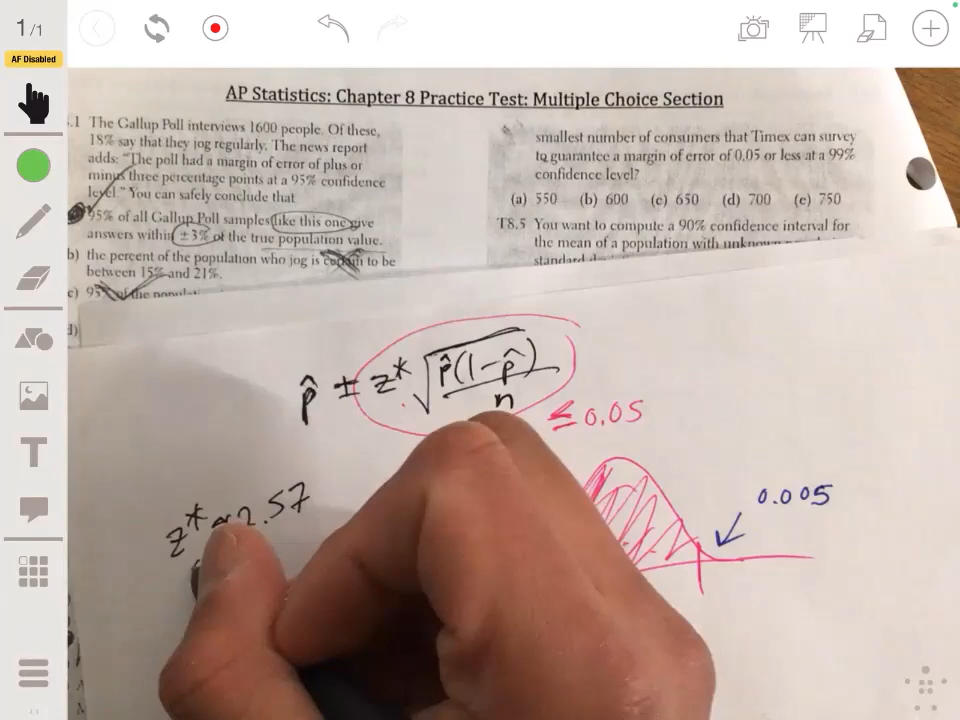 1/1
AF Disabled
AP Statistics: Chapter 8 Practice Test: Multiple Choice Section
.1 The Gallup Poll interviews 1600 people. Of these,
18% say that they jog regularly. The news report
adds: "The poll had a margin of error of plus or
minus three percentage points at a 95% confidence
level." You can safely conclude that
95% of all Gallup Poll samples like this one give
answers within ±3% of the true population value.
b) the percent of the population who jog is certain to be
between 15% and 21%.
c) 95% of the
d)
smallest number of consumers that Timex can survey
to guarantee a margin of error of 0.05 or less at a 99%
confidence level?
(a) 550 (b) 600 (c) 650 (d) 700 (e) 750
T8.5 You want to compute a 90% confidence interval for
the mean of a population with unknown
standard
p̂ ± z* √p̂(1-p̂)
n
≤ 0.05
0.005
z* ≈ 2.57
T